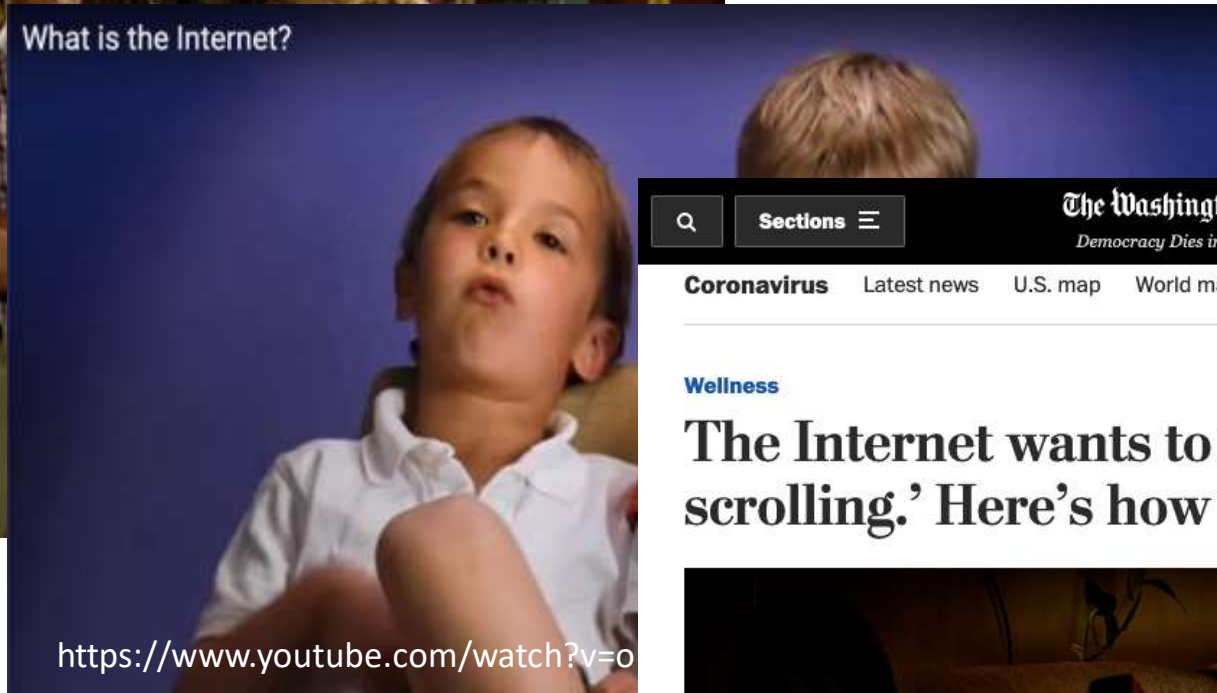 What is the Internet?
https://www.youtube.com/watch?v=o
Sections
The Washingt
Democracy Dies i
Coronavirus Latest news U.S. map World m
Wellness
The Internet wants to
scrolling.’ Here’s how